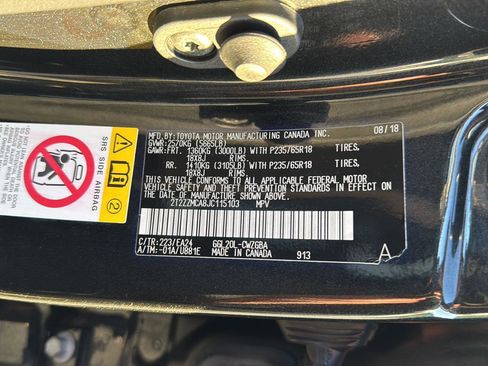 MFD.BY:TOYOTA MOTOR MANUFACTURING CANADA INC.
08/18
GVWR:2570KG (5665LB)
GAWR:FRT. 1360KG (3000LB) WITH P235/65R18 TIRES.
18X8J RIMS.
RR. 1410KG (3105LB) WITH P235/65R18 TIRES.
18X8J RIMS.
THIS VEHICLE CONFORMS TO ALL APPLICABLE FEDERAL MOTOR
VEHICLE SAFETY AND BUMPER STANDARDS IN EFFECT ON THE DATE
OF MANUFACTURE SHOWN ABOVE.
2T2ZZMCA8JC115103 MPV
C/TR:223/EA24 GGL20L-CWZGBA
A/TM:-01A/U881E MADE IN CANADA 913
A
SRS SIDE AIRBAG
2